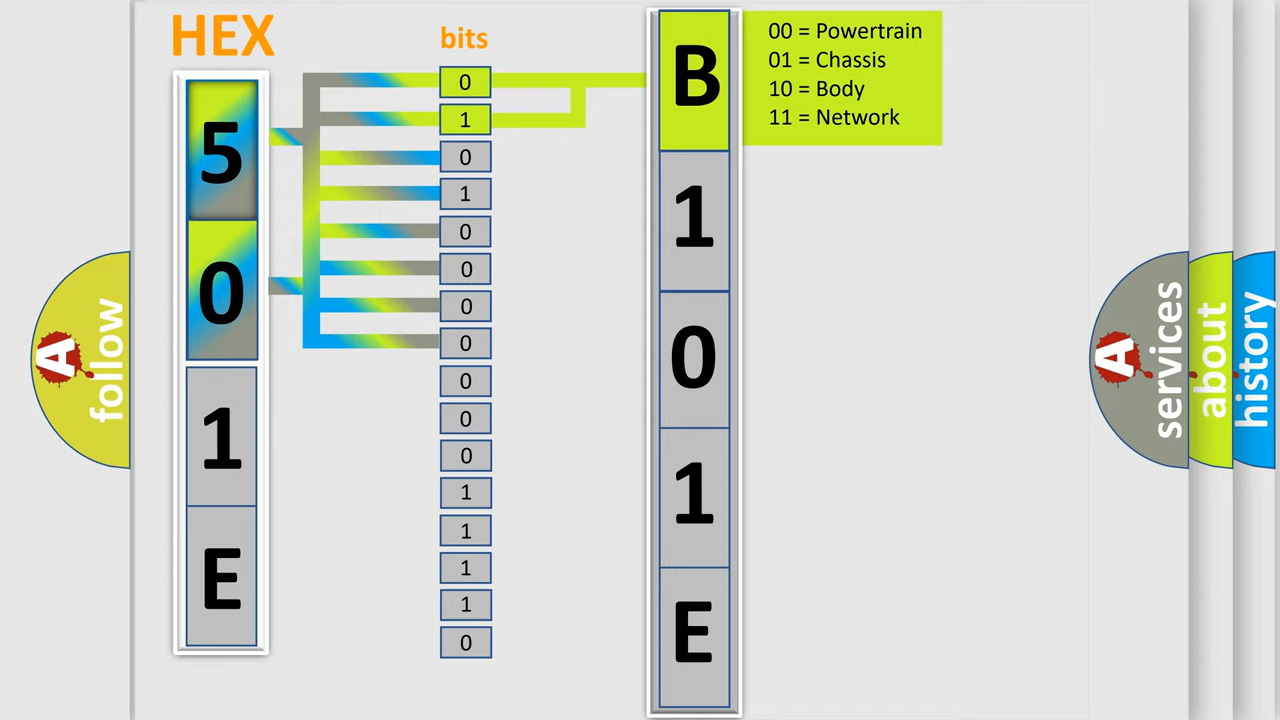 HEX
bits
5
0
1
E
0
1
0
1
0
0
0
0
0
0
0
1
1
1
1
0
B
1
0
1
E
00 = Powertrain
01 = Chassis
10 = Body
11 = Network
A
follow
A
services
about
history